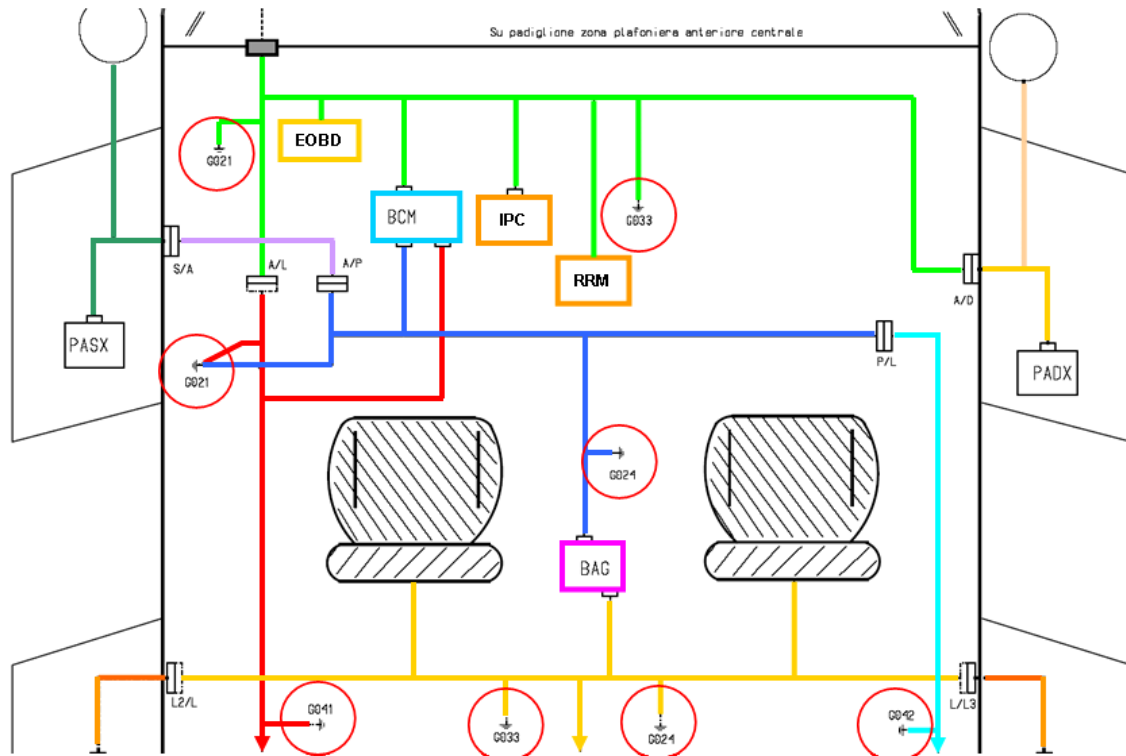 Su padiglione zona plafoniera anteriore centrale
EOBD
G021
BCM
IPC
G033
S/A
A/L
A/P
RRM
A/D
PASX
G021
P/L
PADX
G024
BAG
L2/L
G041
G033
G024
G042
L/L3